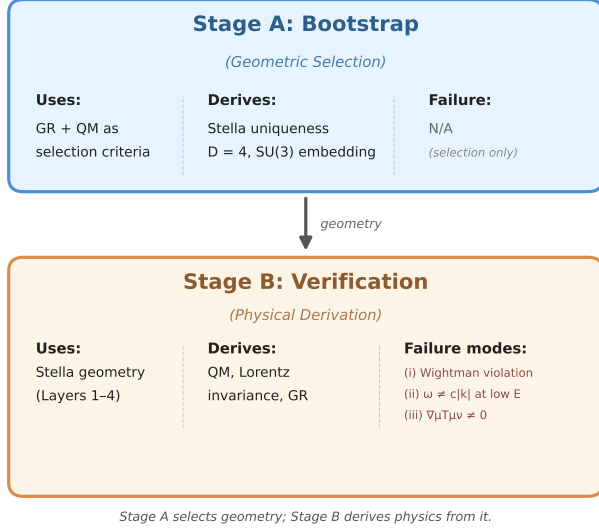 Stage A: Bootstrap
(Geometric Selection)
Uses:
GR + QM as
selection criteria
Derives:
Stella uniqueness
D = 4, SU(3) embedding
Failure:
N/A
(selection only)
geometry
Stage B: Verification
(Physical Derivation)
Uses:
Stella geometry
(Layers 1–4)
Derives:
QM, Lorentz
invariance, GR
Failure modes:
(i) Wightman violation
(ii) ω ≠ c|k| at low E
(iii) ∇μTμν ≠ 0
Stage A selects geometry; Stage B derives physics from it.